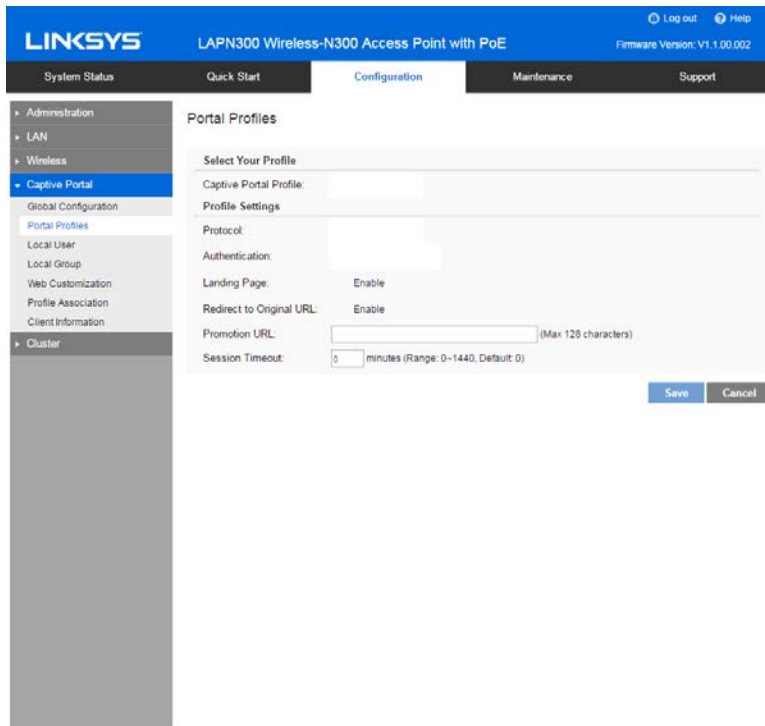 Log out Help
LINKSYS
LAPN300 Wireless-N300 Access Point with PoE
Firmware Version: V1.1.00.002
System Status Quick Start Configuration Maintenance Support
Administration
LAN
Wireless
Captive Portal
Global Configuration
Portal Profiles
Local User
Local Group
Web Customization
Profile Association
Client Information
Cluster
Portal Profiles
Select Your Profile
Captive Portal Profile:
Profile Settings
Protocol:
Authentication:
Landing Page: Enable
Redirect to Original URL: Enable
Promotion URL: (Max 128 characters)
Session Timeout: 0 minutes (Range: 0~1440, Default: 0)
Save Cancel